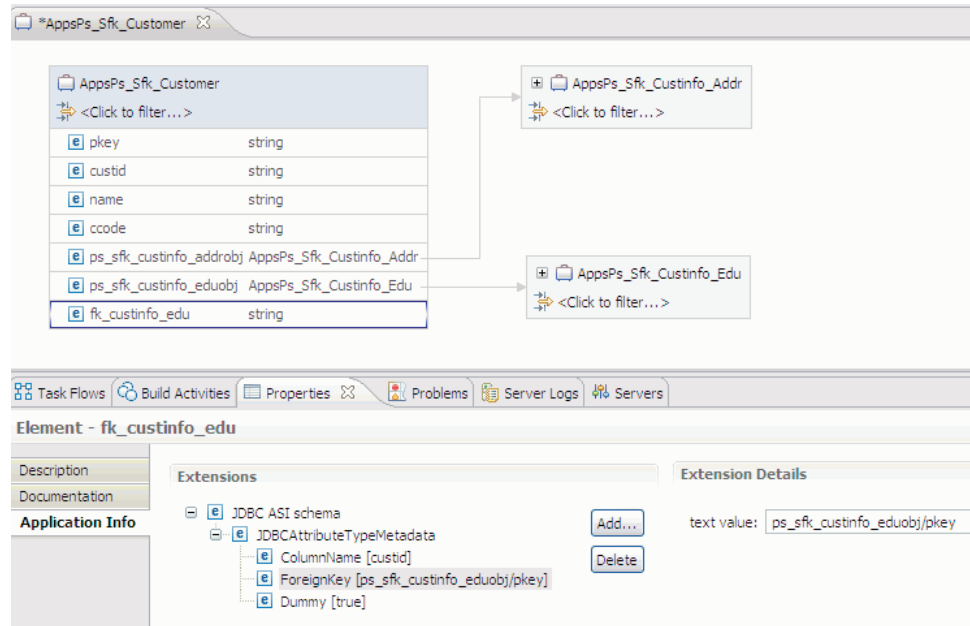 *AppsPs_Sfk_Customer
AppsPs_Sfk_Customer
<Click to filter...>
pkey string
custid string
name string
ccode string
ps_sfk_custinfo_addrobj AppsPs_Sfk_Custinfo_Addr
ps_sfk_custinfo_eduobj AppsPs_Sfk_Custinfo_Edu
fk_custinfo_edu string
AppsPs_Sfk_Custinfo_Addr
<Click to filter...>
AppsPs_Sfk_Custinfo_Edu
<Click to filter...>
Task Flows Build Activities Properties Problems Server Logs Servers
Element - fk_custinfo_edu
Description
Documentation
Application Info
Extensions
JDBC ASI schema
JDBCAttributeTypeMetadata
ColumnName [custid]
ForeignKey [ps_sfk_custinfo_eduobj/pkey]
Dummy [true]
Add...
Delete
Extension Details
text value: ps_sfk_custinfo_eduobj/pkey